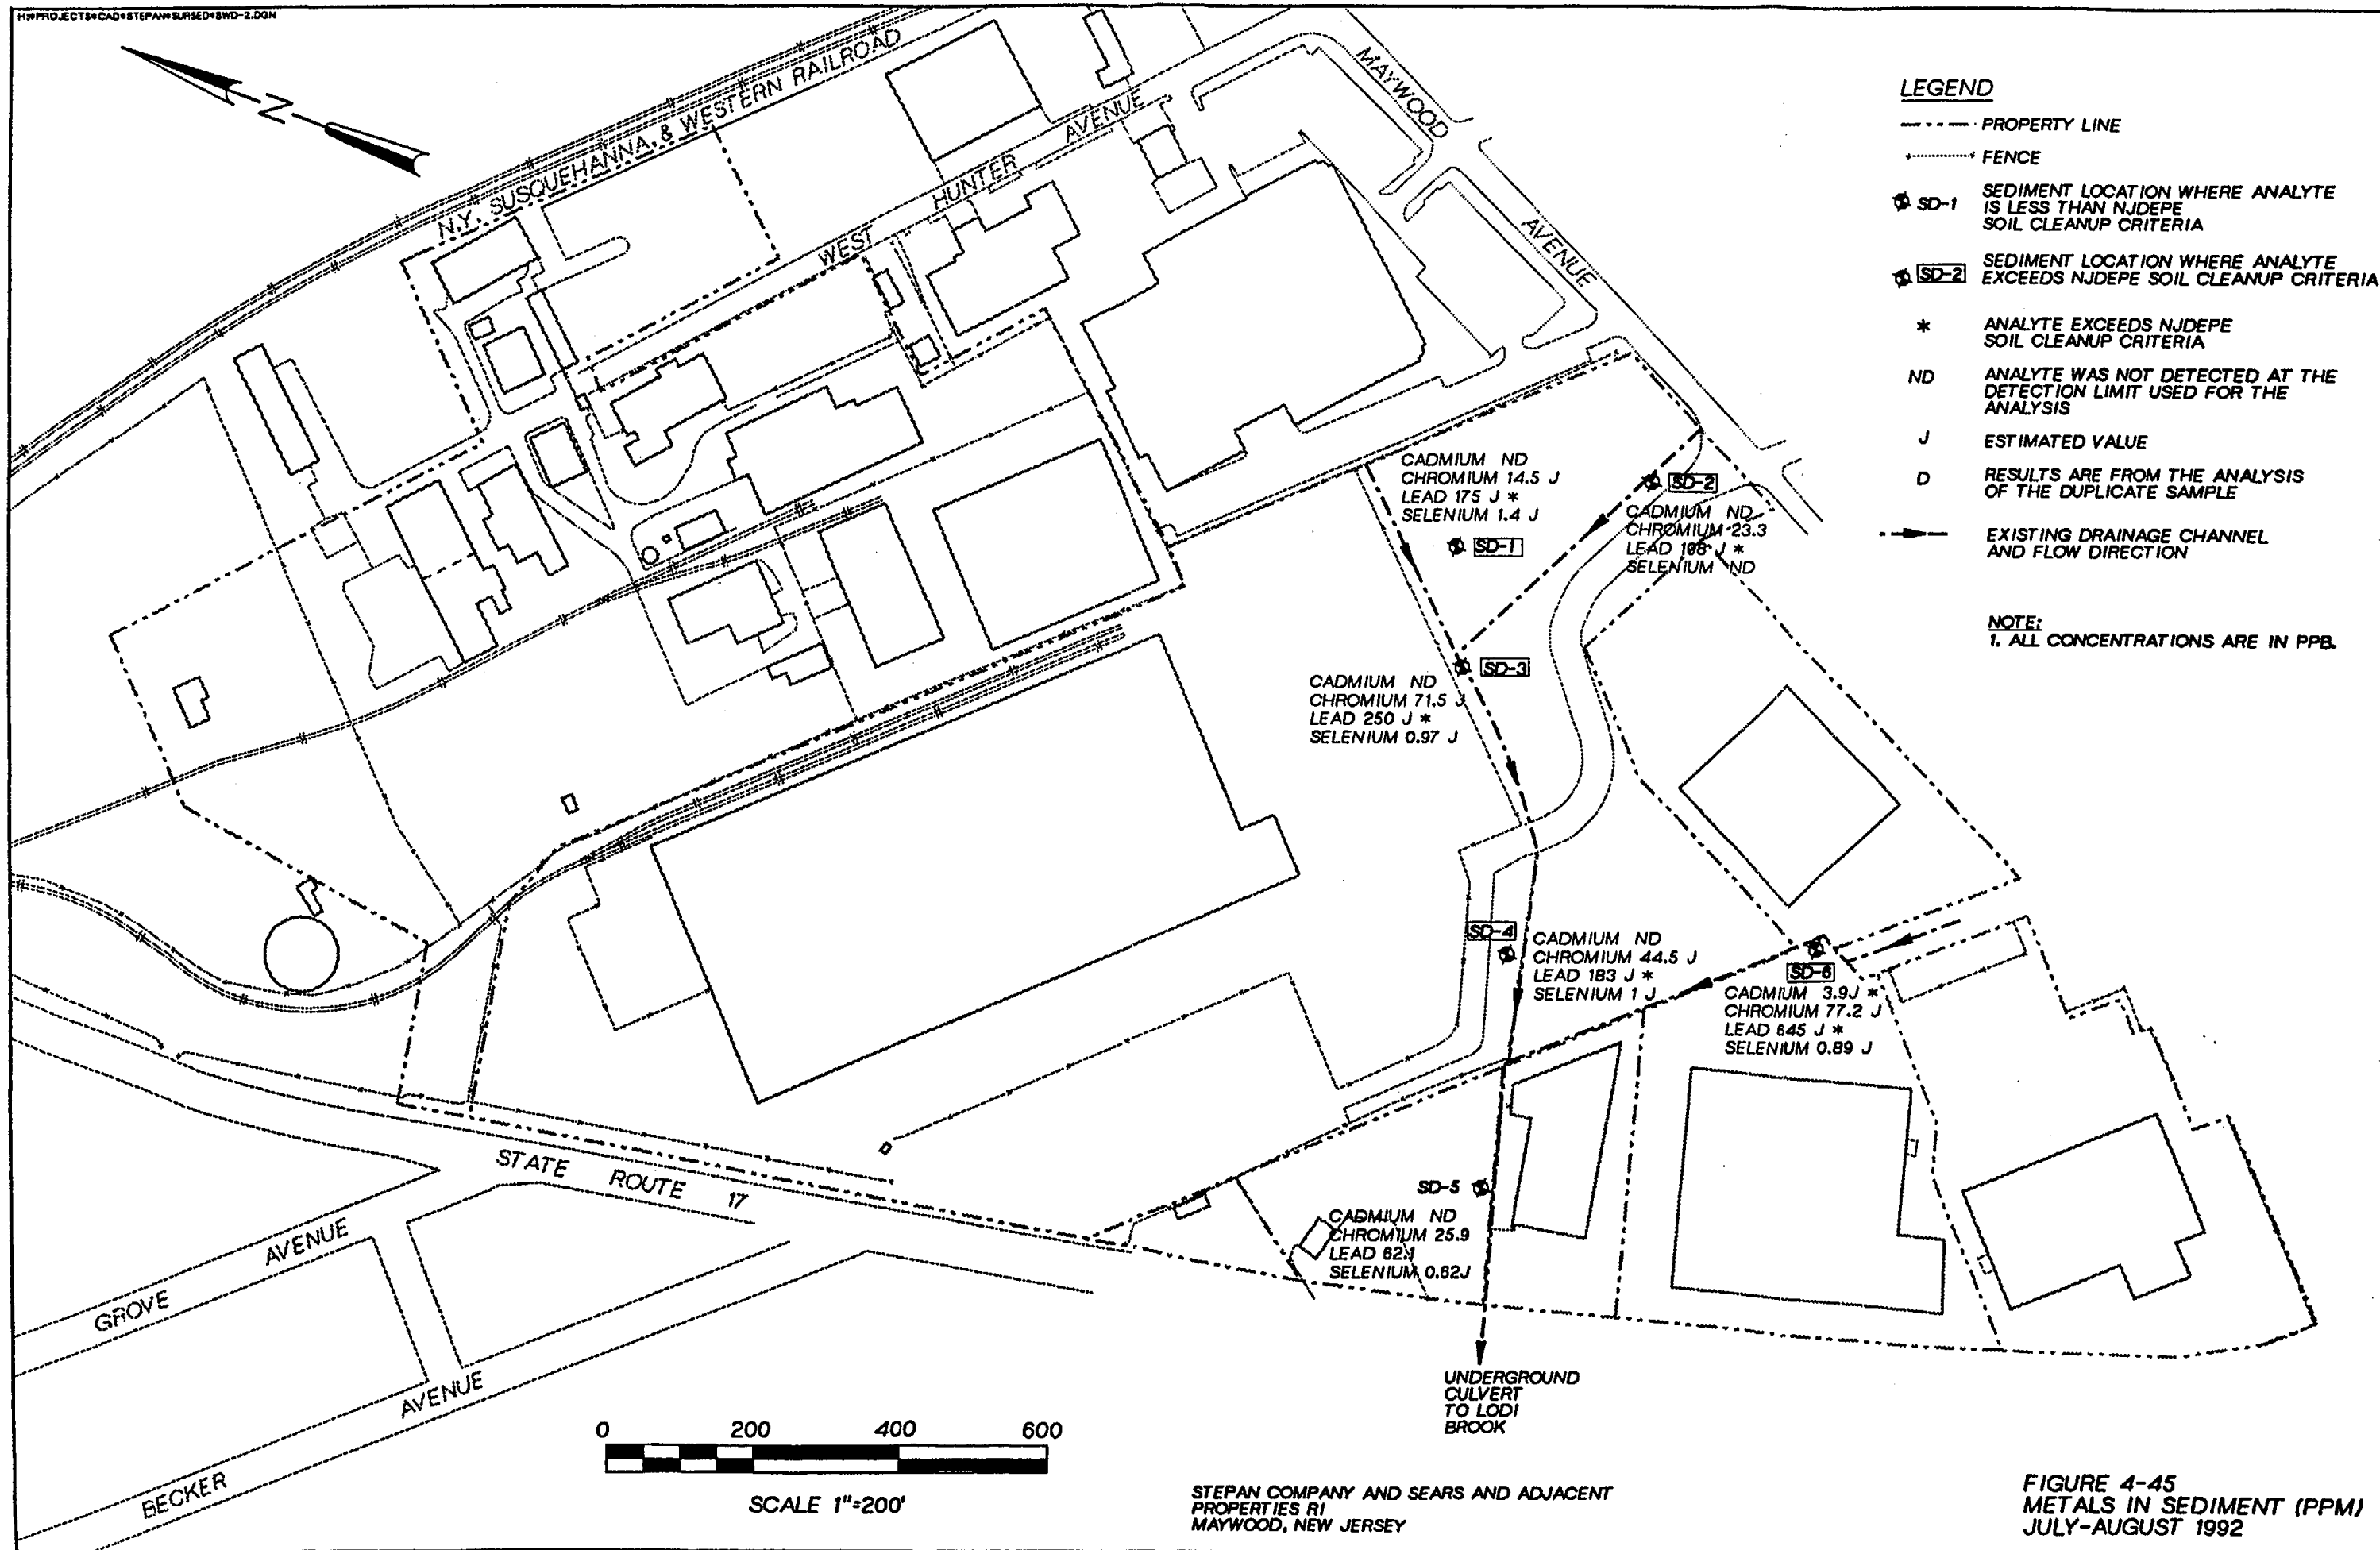 H:*PROJECTS*CAD*STEPAN*SURSED*SWD-2.DGN
N
N.Y. SUSQUEHANNA & WESTERN RAILROAD
WEST HUNTER AVENUE
MAYWOOD AVENUE
LEGEND
PROPERTY LINE
FENCE
SD-1 SEDIMENT LOCATION WHERE ANALYTE
IS LESS THAN NJDEPE
SOIL CLEANUP CRITERIA
SD-2 SEDIMENT LOCATION WHERE ANALYTE
EXCEEDS NJDEPE SOIL CLEANUP CRITERIA
* ANALYTE EXCEEDS NJDEPE
SOIL CLEANUP CRITERIA
ND ANALYTE WAS NOT DETECTED AT THE
DETECTION LIMIT USED FOR THE
ANALYSIS
J ESTIMATED VALUE
D RESULTS ARE FROM THE ANALYSIS
OF THE DUPLICATE SAMPLE
EXISTING DRAINAGE CHANNEL
AND FLOW DIRECTION
NOTE:
1. ALL CONCENTRATIONS ARE IN PPB.
CADMIUM ND
CHROMIUM 14.5 J
LEAD 175 J *
SELENIUM 1.4 J
SD-1
SD-2
CADMIUM ND
CHROMIUM 23.3
LEAD 198 J *
SELENIUM ND
SD-3
CADMIUM ND
CHROMIUM 71.5 J
LEAD 250 J *
SELENIUM 0.97 J
SD-4
CADMIUM ND
CHROMIUM 44.5 J
LEAD 183 J *
SELENIUM 1 J
SD-6
CADMIUM 3.9J *
CHROMIUM 77.2 J
LEAD 645 J *
SELENIUM 0.89 J
SD-5
CADMIUM ND
CHROMIUM 25.9
LEAD 62.1
SELENIUM 0.62J
STATE ROUTE 17
GROVE AVENUE
BECKER AVENUE
UNDERGROUND
CULVERT
TO LODI
BROOK
0 200 400 600
SCALE 1"=200'
STEPAN COMPANY AND SEARS AND ADJACENT
PROPERTIES RI
MAYWOOD, NEW JERSEY
FIGURE 4-45
METALS IN SEDIMENT (PPM)
JULY-AUGUST 1992